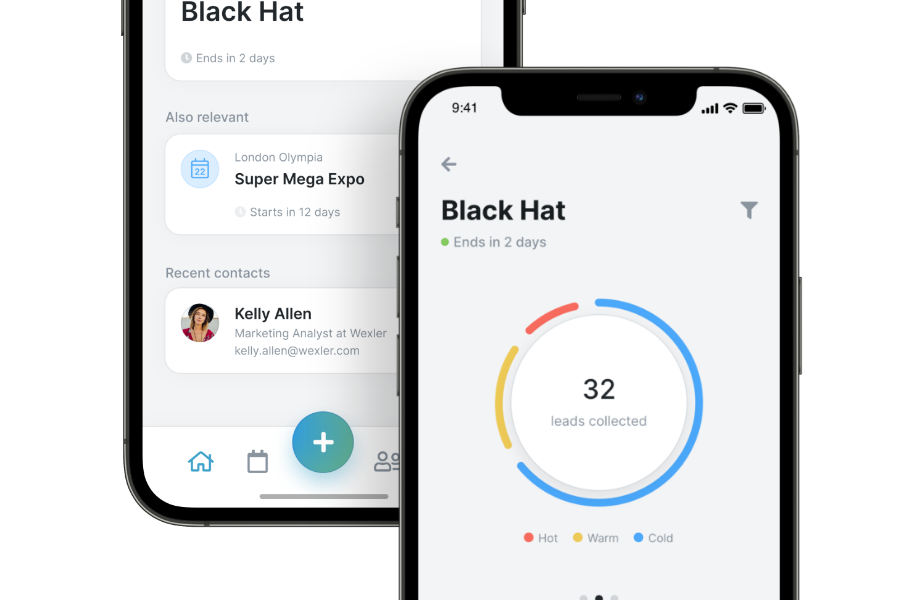 Black Hat
Ends in 2 days
Also relevant
22
London Olympia
Super Mega Expo
Starts in 12 days
Recent contacts
Kelly Allen
Marketing Analyst at Wexler
kelly.allen@wexler.com
9:41
Black Hat
Ends in 2 days
32
leads collected
Hot
Warm
Cold